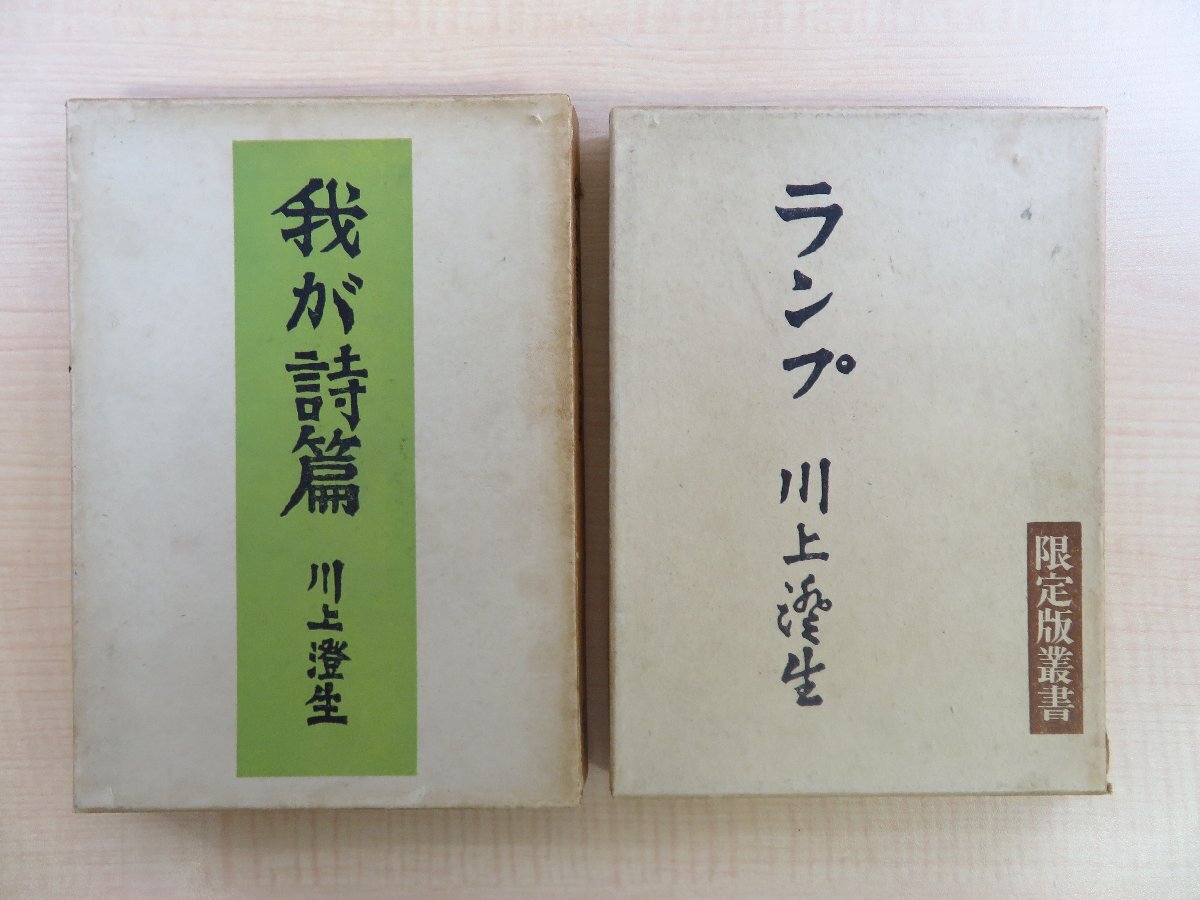 我が詩篇
川上澄生
ランプ
川上澄生
限定版叢書